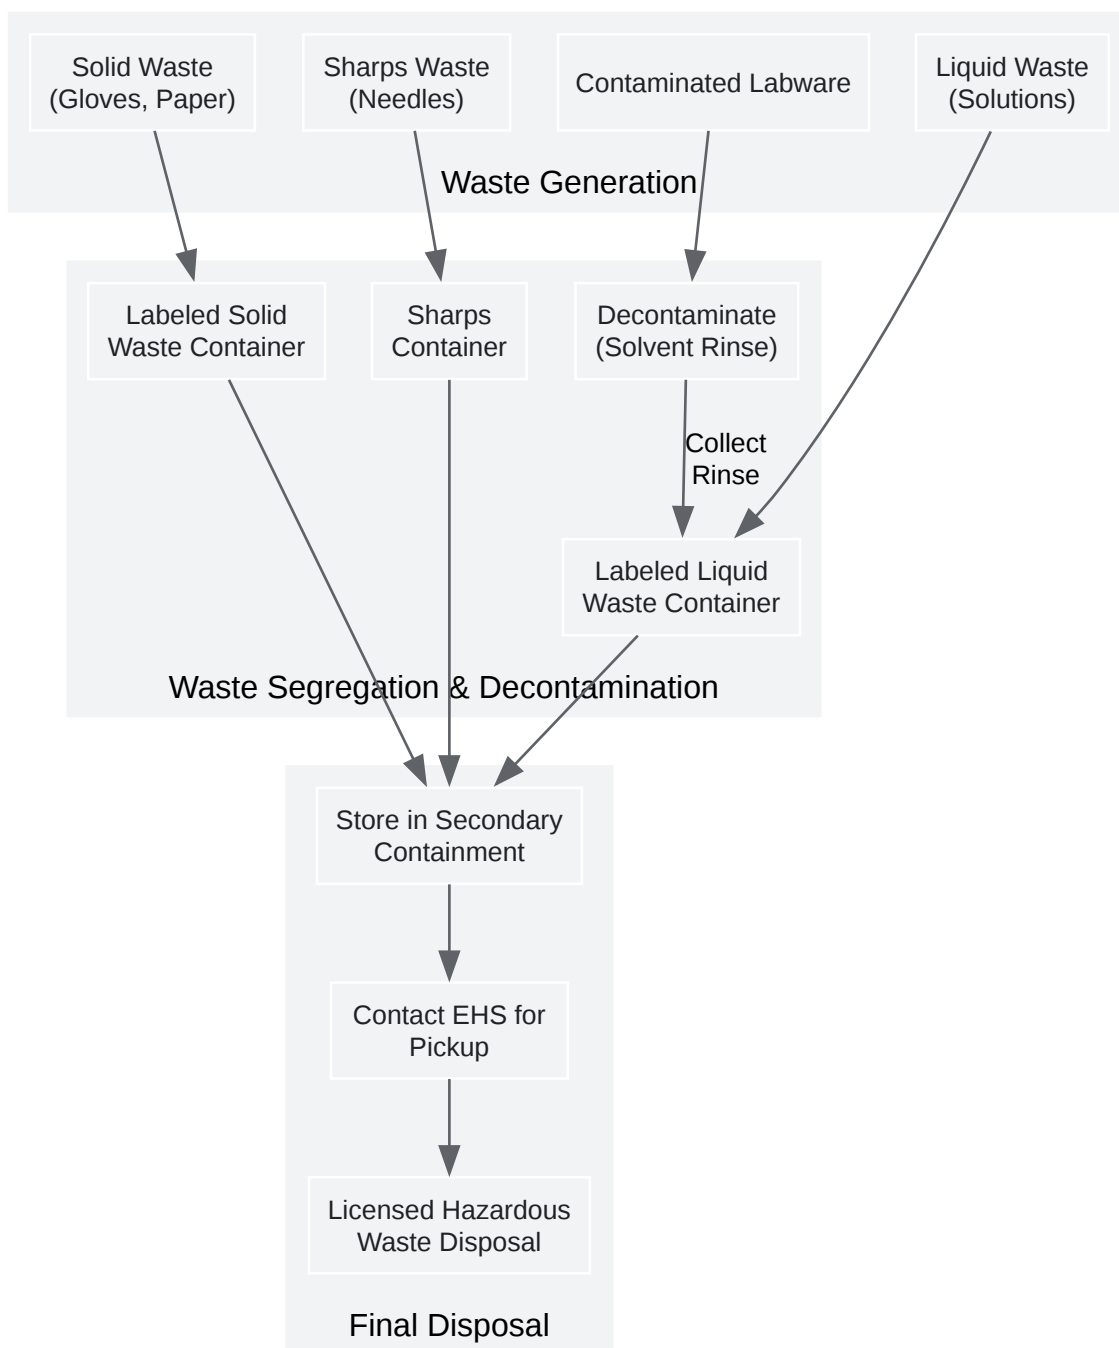 Solid Waste
(Gloves, Paper)
Sharps Waste
(Needles)
Contaminated Labware
Liquid Waste
(Solutions)
Waste Generation
Labeled Solid
Waste Container
Sharps
Container
Decontaminate
(Solvent Rinse)
Collect
Rinse
Labeled Liquid
Waste Container
Waste Segregation & Decontamination
Store in Secondary
Containment
Contact EHS for
Pickup
Licensed Hazardous
Waste Disposal
Final Disposal